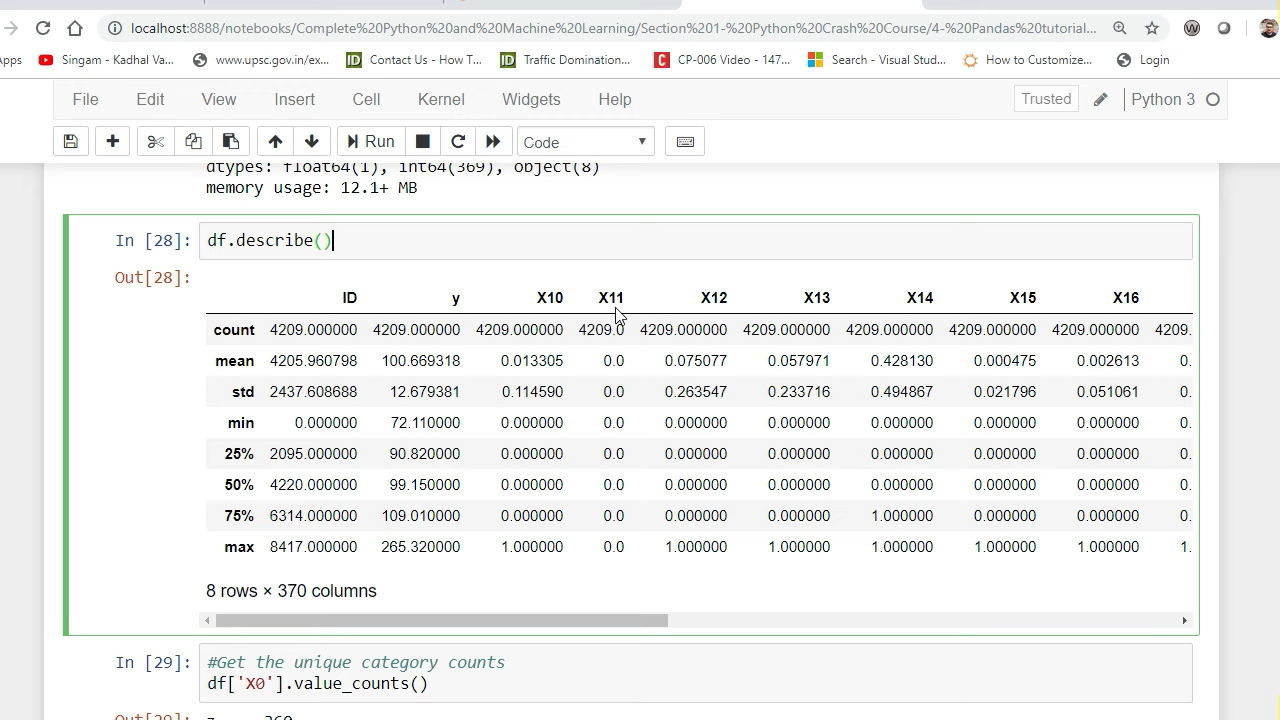 localhost:8888/notebooks/Complete%20Python%20and%20Machine%20Learning/Section%201-%20Python%20Crash%20Course/4-%20Pandas%20tutorial...
Apps Singam - Kadhal Va... www.upsc.gov.in/ex... Contact Us - How T... Traffic Domination... CP-006 Video - 147... Search - Visual Stud... How to Customize... Login
File Edit View Insert Cell Kernel Widgets Help Trusted Python 3
Run Code
dtypes: float64(1), int64(369), object(8)
memory usage: 12.1+ MB
In [28]: df.describe()
Out[28]:
ID y X10 X11 X12 X13 X14 X15 X16
count 4209.000000 4209.000000 4209.000000 4209.0 4209.000000 4209.000000 4209.000000 4209.000000 4209.000000 4209.
mean 4205.960798 100.669318 0.013305 0.0 0.075077 0.057971 0.428130 0.000475 0.002613 0.
std 2437.608688 12.679381 0.114590 0.0 0.263547 0.233716 0.494867 0.021796 0.051061 0.
min 0.000000 72.110000 0.000000 0.0 0.000000 0.000000 0.000000 0.000000 0.000000 0.
25% 2095.000000 90.820000 0.000000 0.0 0.000000 0.000000 0.000000 0.000000 0.000000 0.
50% 4220.000000 99.150000 0.000000 0.0 0.000000 0.000000 0.000000 0.000000 0.000000 0.
75% 6314.000000 109.010000 0.000000 0.0 0.000000 0.000000 1.000000 0.000000 0.000000 0.
max 8417.000000 265.320000 1.000000 0.0 1.000000 1.000000 1.000000 1.000000 1.000000 1.
8 rows × 370 columns
In [29]: #Get the unique category counts
df['X0'].value_counts()